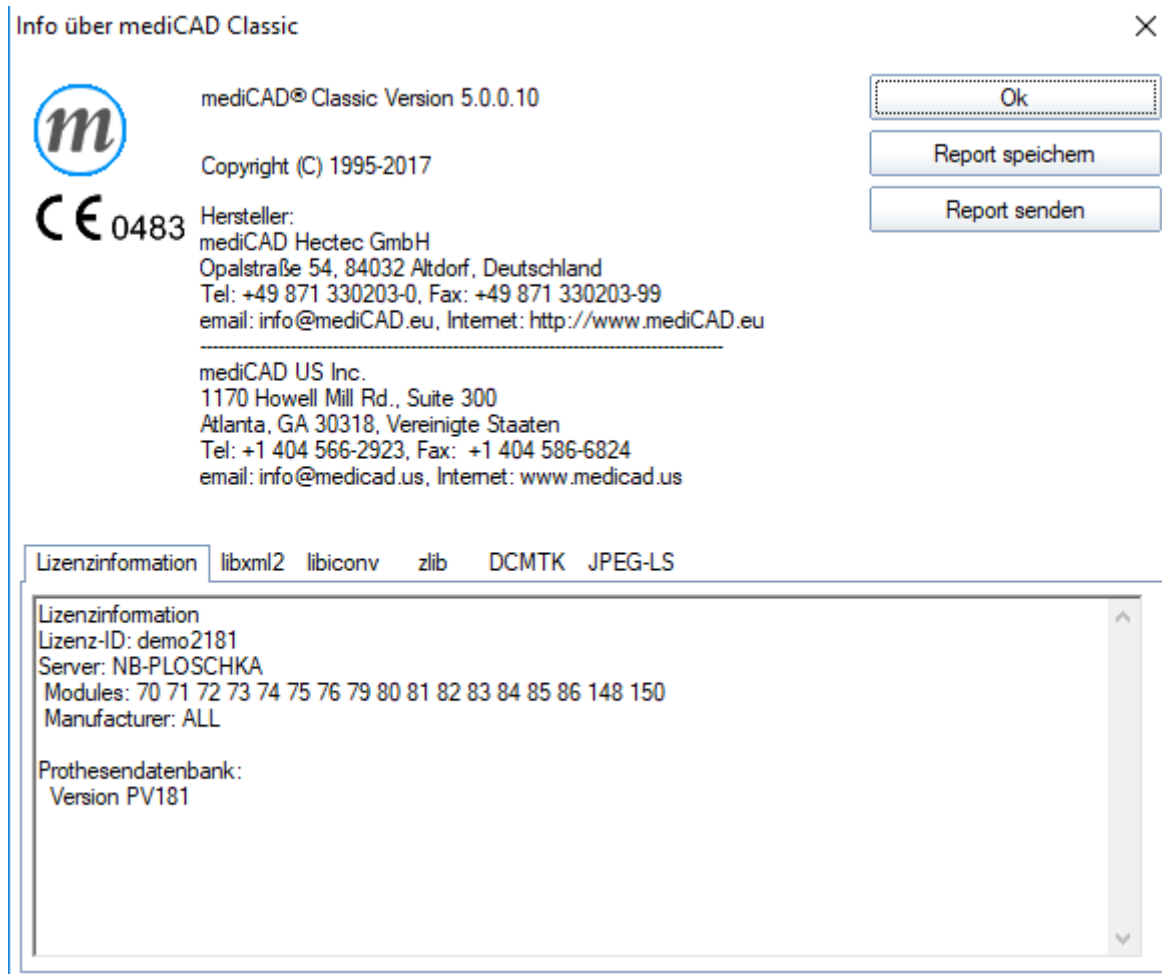 Info über mediCAD Classic
m
mediCAD® Classic Version 5.0.0.10
Ok
Copyright (C) 1995-2017
Report speichern
CE 0483
Hersteller:
Report senden
mediCAD Hectec GmbH
Opalstraße 54, 84032 Altdorf, Deutschland
Tel: +49 871 330203-0, Fax: +49 871 330203-99
email: info@mediCAD.eu, Internet: http://www.mediCAD.eu
mediCAD US Inc.
1170 Howell Mill Rd., Suite 300
Atlanta, GA 30318, Vereinigte Staaten
Tel: +1 404 566-2923, Fax: +1 404 586-6824
email: info@medicad.us, Internet: www.medicad.us
Lizenzinformation libxml2 libiconv zlib DCMTK JPEG-LS
Lizenzinformation
Lizenz-ID: demo2181
Server: NB-PLOSCHKA
Modules: 70 71 72 73 74 75 76 79 80 81 82 83 84 85 86 148 150
Manufacturer: ALL
Prothesendatenbank:
Version PV181